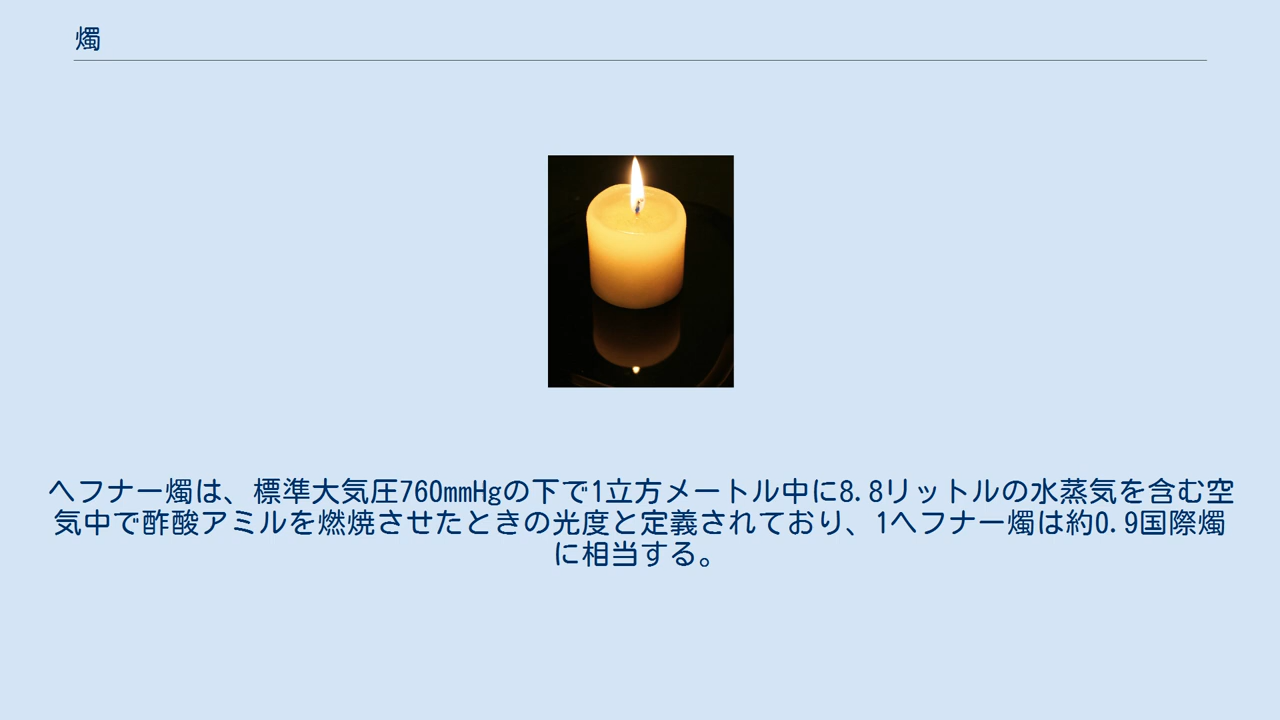 燭
ヘフナー燭は、標準大気圧760mmHgの下で1立方メートル中に8.8リットルの水蒸気を含む空
気中で酢酸アミルを燃焼させたときの光度と定義されており、1ヘフナー燭は約0.9国際燭
に相当する。